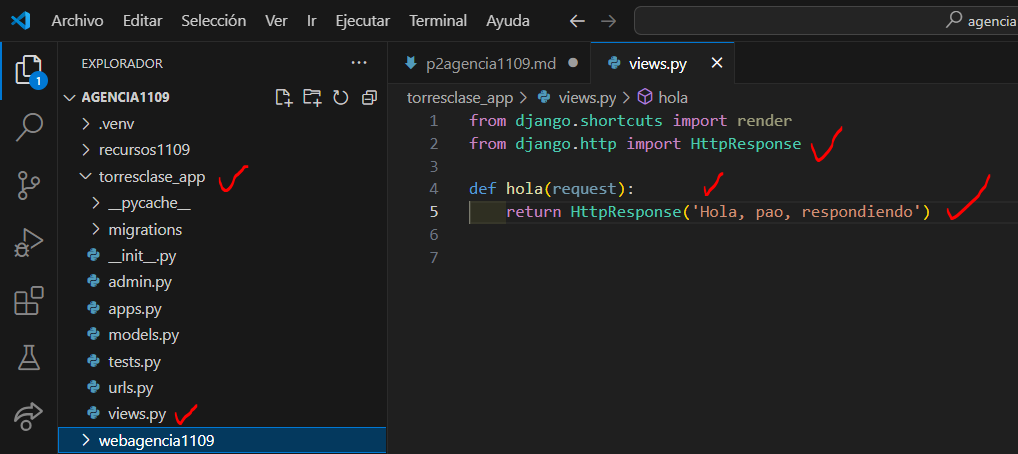 Archivo Editar Selección Ver Ir Ejecutar Terminal Ayuda agencia
EXPLORADOR ···
p2agencia1109.md views.py
AGENCIA1109
torresclase_app > views.py > hola
.venv
recursos1109
torresclase_app
__pycache__
migrations
__init__.py
admin.py
apps.py
models.py
tests.py
urls.py
views.py
webagencia1109
1
1 from django.shortcuts import render
2 from django.http import HttpResponse
3
4 def hola(request):
5 return HttpResponse('Hola, pao, respondiendo')
6
7